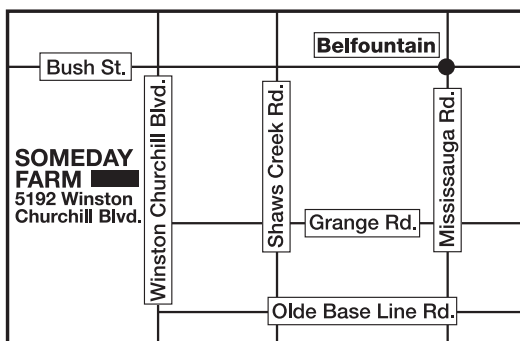 Belfountain
Bush St.
Winston Churchill Blvd.
Shaws Creek Rd.
Mississauga Rd.
SOMEDAY
FARM
5192 Winston
Churchill Blvd.
Grange Rd.
Olde Base Line Rd.